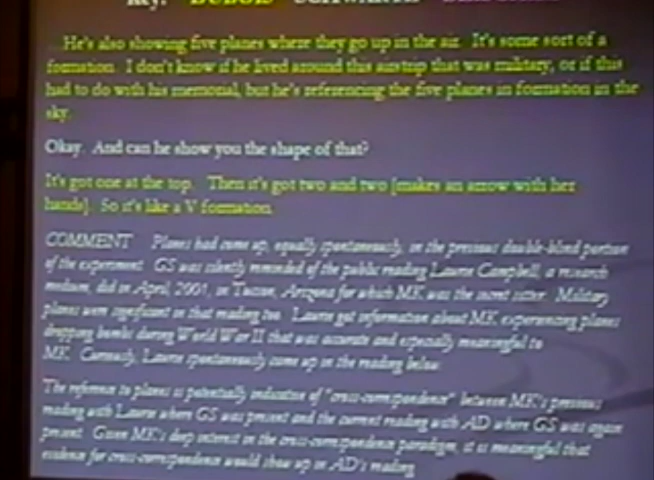 Key: DUBOIS SCHWARTZ
He's also showing five planes where they go up in the air. It's some sort of a
formation. I don't know if he lived around this airstrip that was military, or if this
had to do with his memorial, but he's referencing the five planes in formation in the
sky.
Okay. And can he show you the shape of that?
It's got one at the top. Then it's got two and two [makes an arrow with her
hands]. So it's like a V formation.
COMMENT Planes had come up, equally spontaneously, in the previous double-blind portion
of the experiment. GS was silently reminded of the public reading Laurie Campbell, a research
medium, did in April, 2001, in Tucson, Arizona for which MK was the secret sitter. Military
planes were significant in that reading too. Laurie got information about MK experiencing planes
dropping bombs during World War II that was accurate and especially meaningful to
MK. Curiously, Laurie spontaneously came up in the reading below.
The reference to planes is potentially indicative of "cross-correspondence" between MK's previous
reading with Laurie where GS was present and the current reading with AD where GS was again
present. Given MK's deep interest in the cross-correspondence paradigm, it is meaningful that
evidence for cross-correspondence would show up in AD's reading